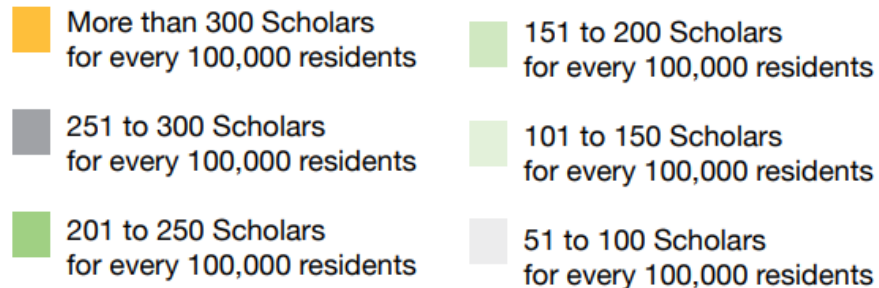 More than 300 Scholars
for every 100,000 residents
251 to 300 Scholars
for every 100,000 residents
201 to 250 Scholars
for every 100,000 residents
151 to 200 Scholars
for every 100,000 residents
101 to 150 Scholars
for every 100,000 residents
51 to 100 Scholars
for every 100,000 residents